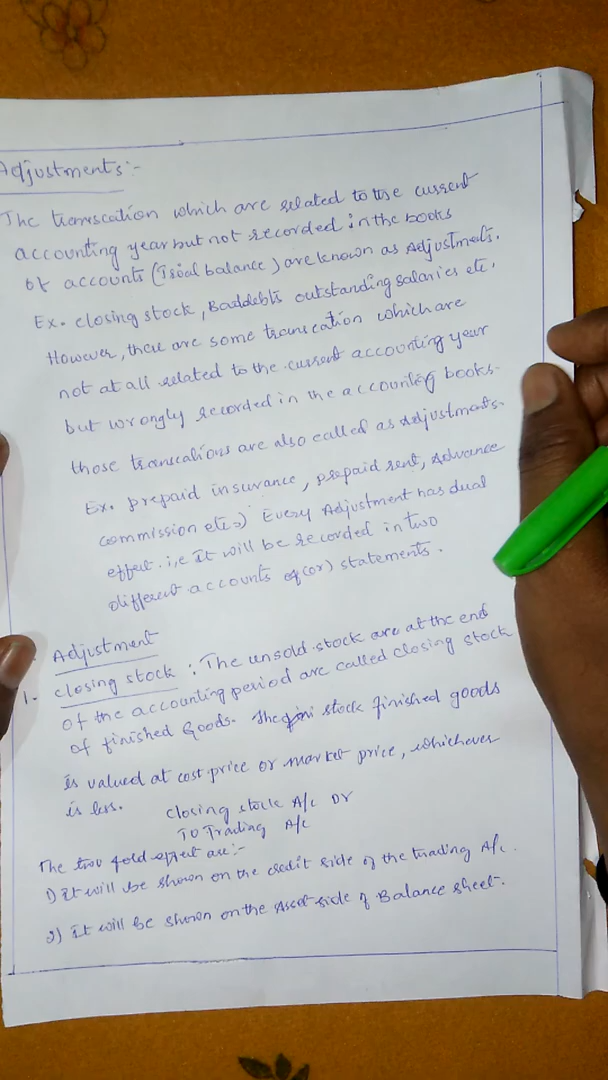 Adjustments:-
The transcation which are related to the current
accounting year but not recorded in the books
of accounts (Trial balance) are known as Adjustments.
Ex. closing stock, Baddebts outstanding salaries etc.
However, there are some transcation which are
not at all related to the current accounting year
but wrongly recorded in the accounting books.
those transcations are also called as Adjustments.
Ex. prepaid insurance, prepaid rent, Advance
commission etc.) Every Adjustment has dual
effect. i,e it will be recorded in two
different accounts (or) statements.
Adjustment
1. closing stock : The unsold stock are at the end
of the accounting period are called closing stock
of finished Goods. The stock finished goods
is valued at cost price or market price, whichever
is less.
closing stock A/c Dr
To Trading A/c
The two fold effect are:-
1) it will be shown on the credit side of the trading A/c.
2) it will be shown on the Asset side of Balance sheet.